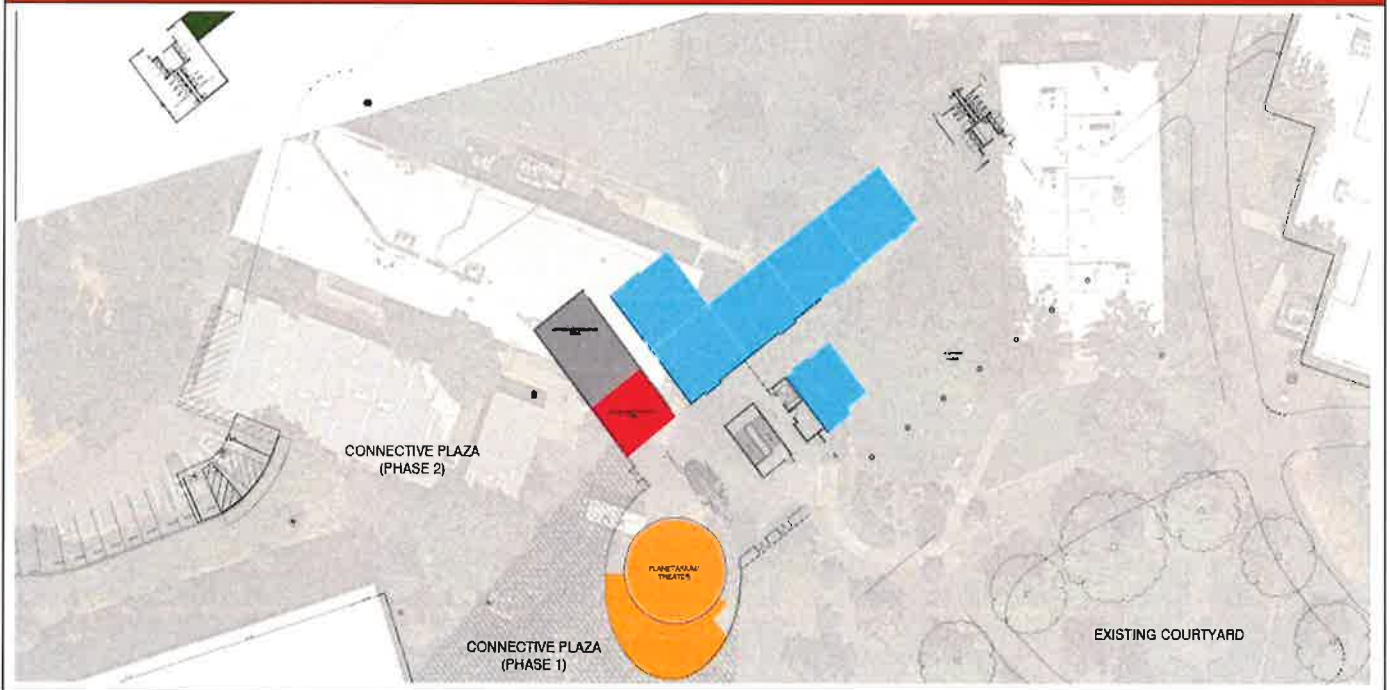 CONNECTIVE PLAZA
(PHASE 2)
PLANETARIUM/
THEATER
CONNECTIVE PLAZA
(PHASE 1)
EXISTING COURTYARD